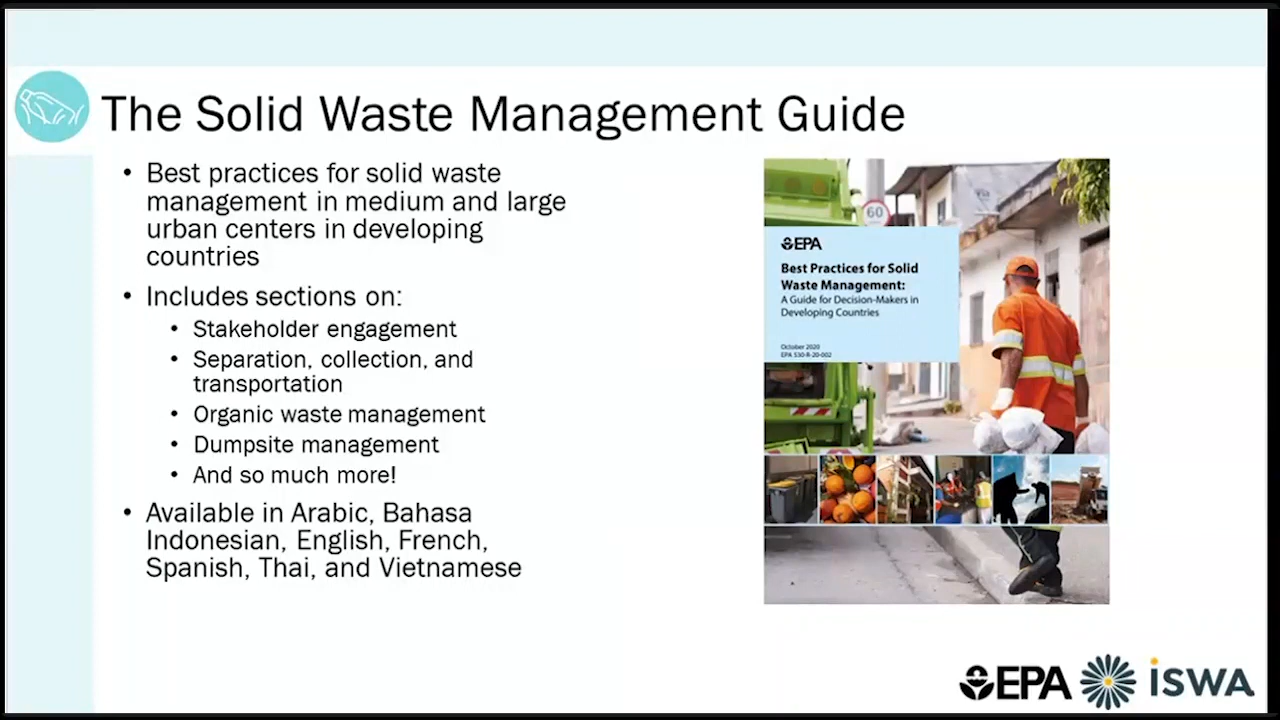 The Solid Waste Management Guide
• Best practices for solid waste
management in medium and large
urban centers in developing
countries
• Includes sections on:
• Stakeholder engagement
• Separation, collection, and
transportation
• Organic waste management
• Dumpsite management
• And so much more!
• Available in Arabic, Bahasa
Indonesian, English, French,
Spanish, Thai, and Vietnamese
60
EPA
Best Practices for Solid
Waste Management:
A Guide for Decision-Makers in
Developing Countries
October 2020
EPA 530-R-20-002
EPA
iSWA